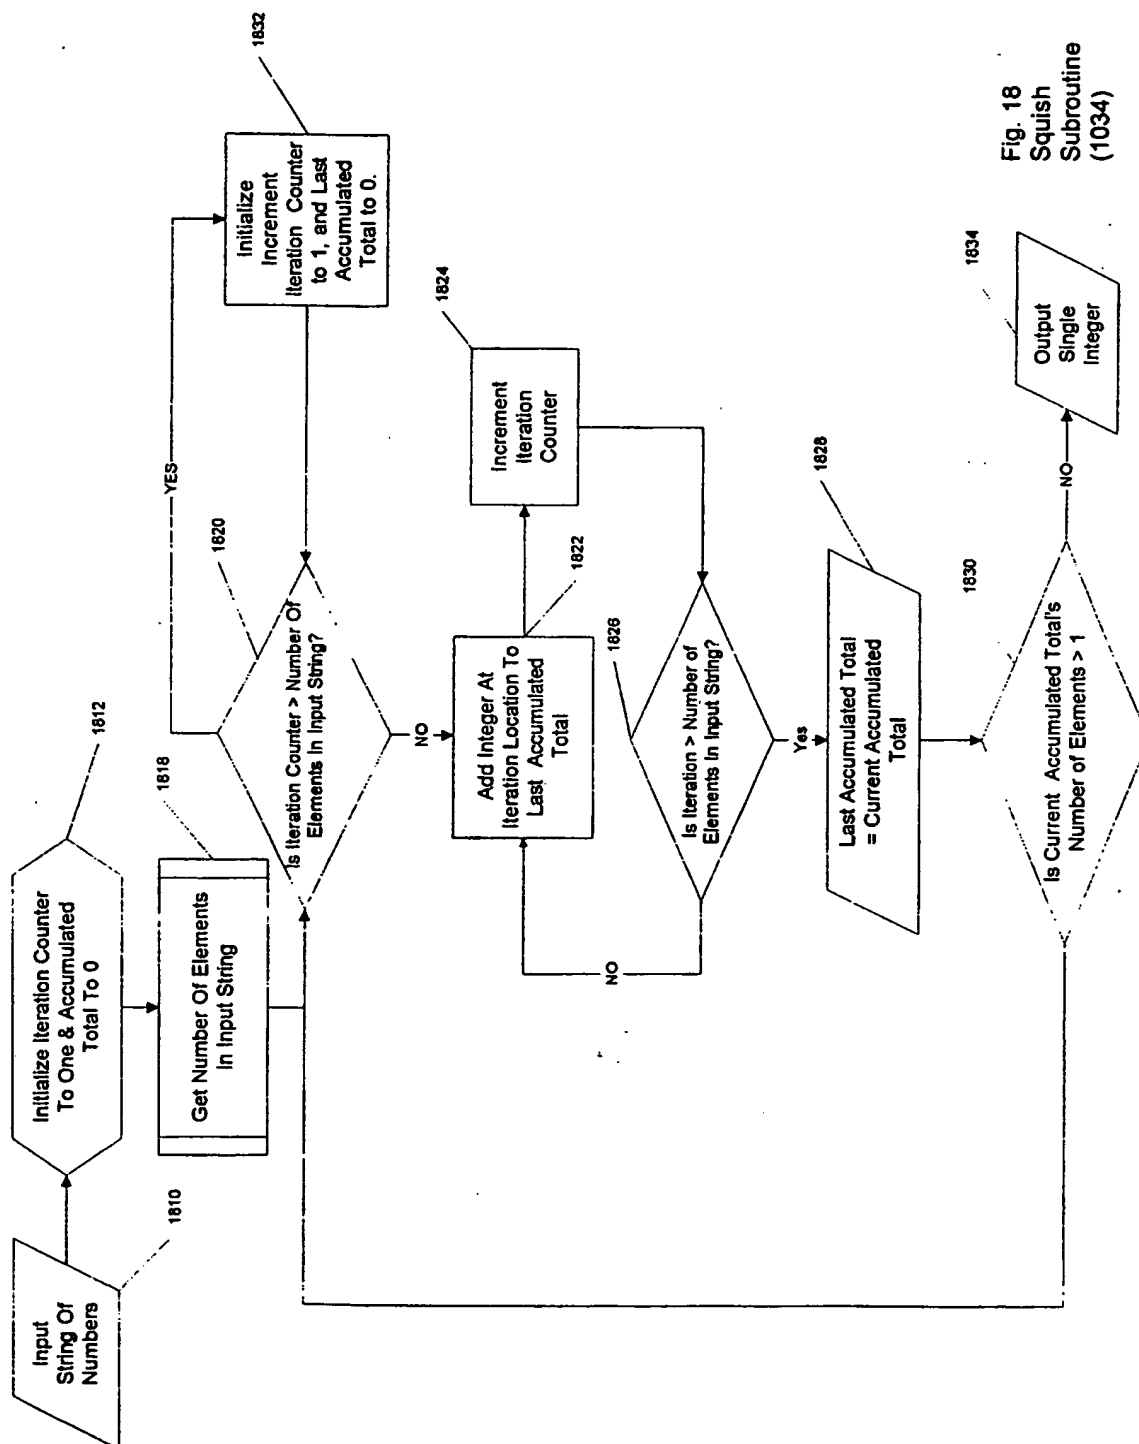 Input
String Of
Numbers
1810
Initialize Iteration Counter
To One & Accumulated
Total To 0
1812
Get Number Of Elements
In Input String
1818
Is Iteration Counter > Number Of
Elements In Input String?
1820
YES
Initialize
Increment
Iteration Counter
to 1, and Last
Accumulated
Total to 0.
1832
NO
Add Integer At
Iteration Location To
Last Accumulated
Total
1822
Increment
Iteration
Counter
1824
Is Iteration > Number of
Elements In Input String?
1826
NO
Yes
Last Accumulated Total
= Current Accumulated
Total
1828
Is Current Accumulated Total's
Number of Elements > 1
1830
NO
Output
Single
Integer
1834
Fig. 18
Squish
Subroutine
(1034)